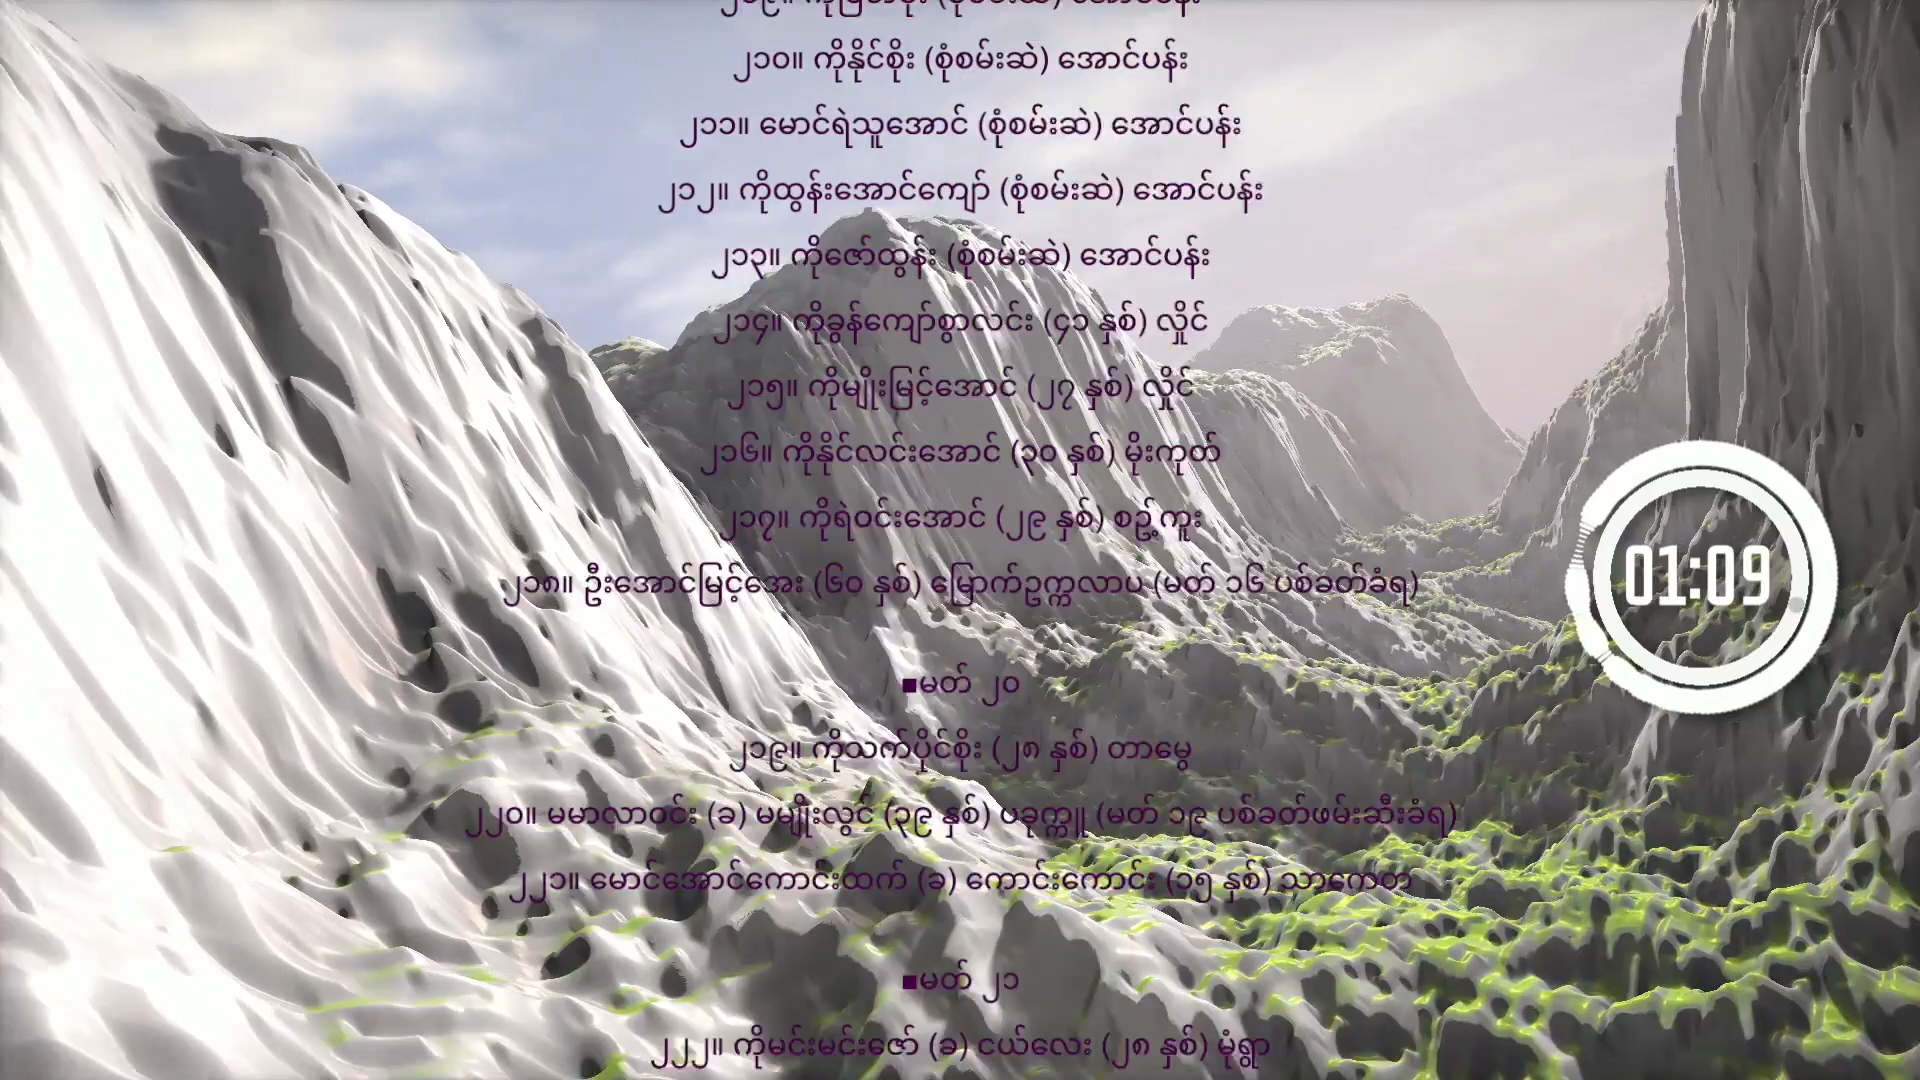 ၂၁၀။ ကိုနိုင်စိုး (စုံစမ်းဆဲ) အောင်ပန်း
၂၁၁။ မောင်ရဲသူအောင် (စုံစမ်းဆဲ) အောင်ပန်း
၂၁၂။ ကိုထွန်းအောင်ကျော် (စုံစမ်းဆဲ) အောင်ပန်း
၂၁၃။ ကိုဇော်ထွန်း (စုံစမ်းဆဲ) အောင်ပန်း
၂၁၄။ ကိုခွန်ကျော်စွာလင်း (၄၁ နှစ်) လှိုင်
၂၁၅။ ကိုမျိုးမြင့်အောင် (၂၇ နှစ်) လှိုင်
၂၁၆။ ကိုနိုင်လင်းအောင် (၃၀ နှစ်) မိုးကုတ်
၂၁၇။ ကိုရဲဝင်းအောင် (၂၉ နှစ်) စဥ့်ကူး
၂၁၈။ ဦးအောင်မြင့်အေး (၆၀ နှစ်) မြောက်ဥက္ကလာပ (မတ် ၁၆ ပစ်ခတ်ခံရ)
01:09
■မတ် ၂၀
၂၁၉။ ကိုသက်ပိုင်စိုး (၂၈ နှစ်) တာမွေ
၂၂၀။ မမာလာဝင်း (ခ) မမျိုးလွင် (၃၉ နှစ်) ပခုက္ကူ (မတ် ၁၉ ပစ်ခတ်ဖမ်းဆီးခံရ)
၂၂၁။ မောင်အောင်ကောင်းထက် (ခ) ကောင်းကောင်း (၁၅ နှစ်) သာကေတ
■မတ် ၂၁
၂၂၂။ ကိုမင်းမင်းဇော် (ခ) ငယ်လေး (၂၈ နှစ်) မုံရွာ